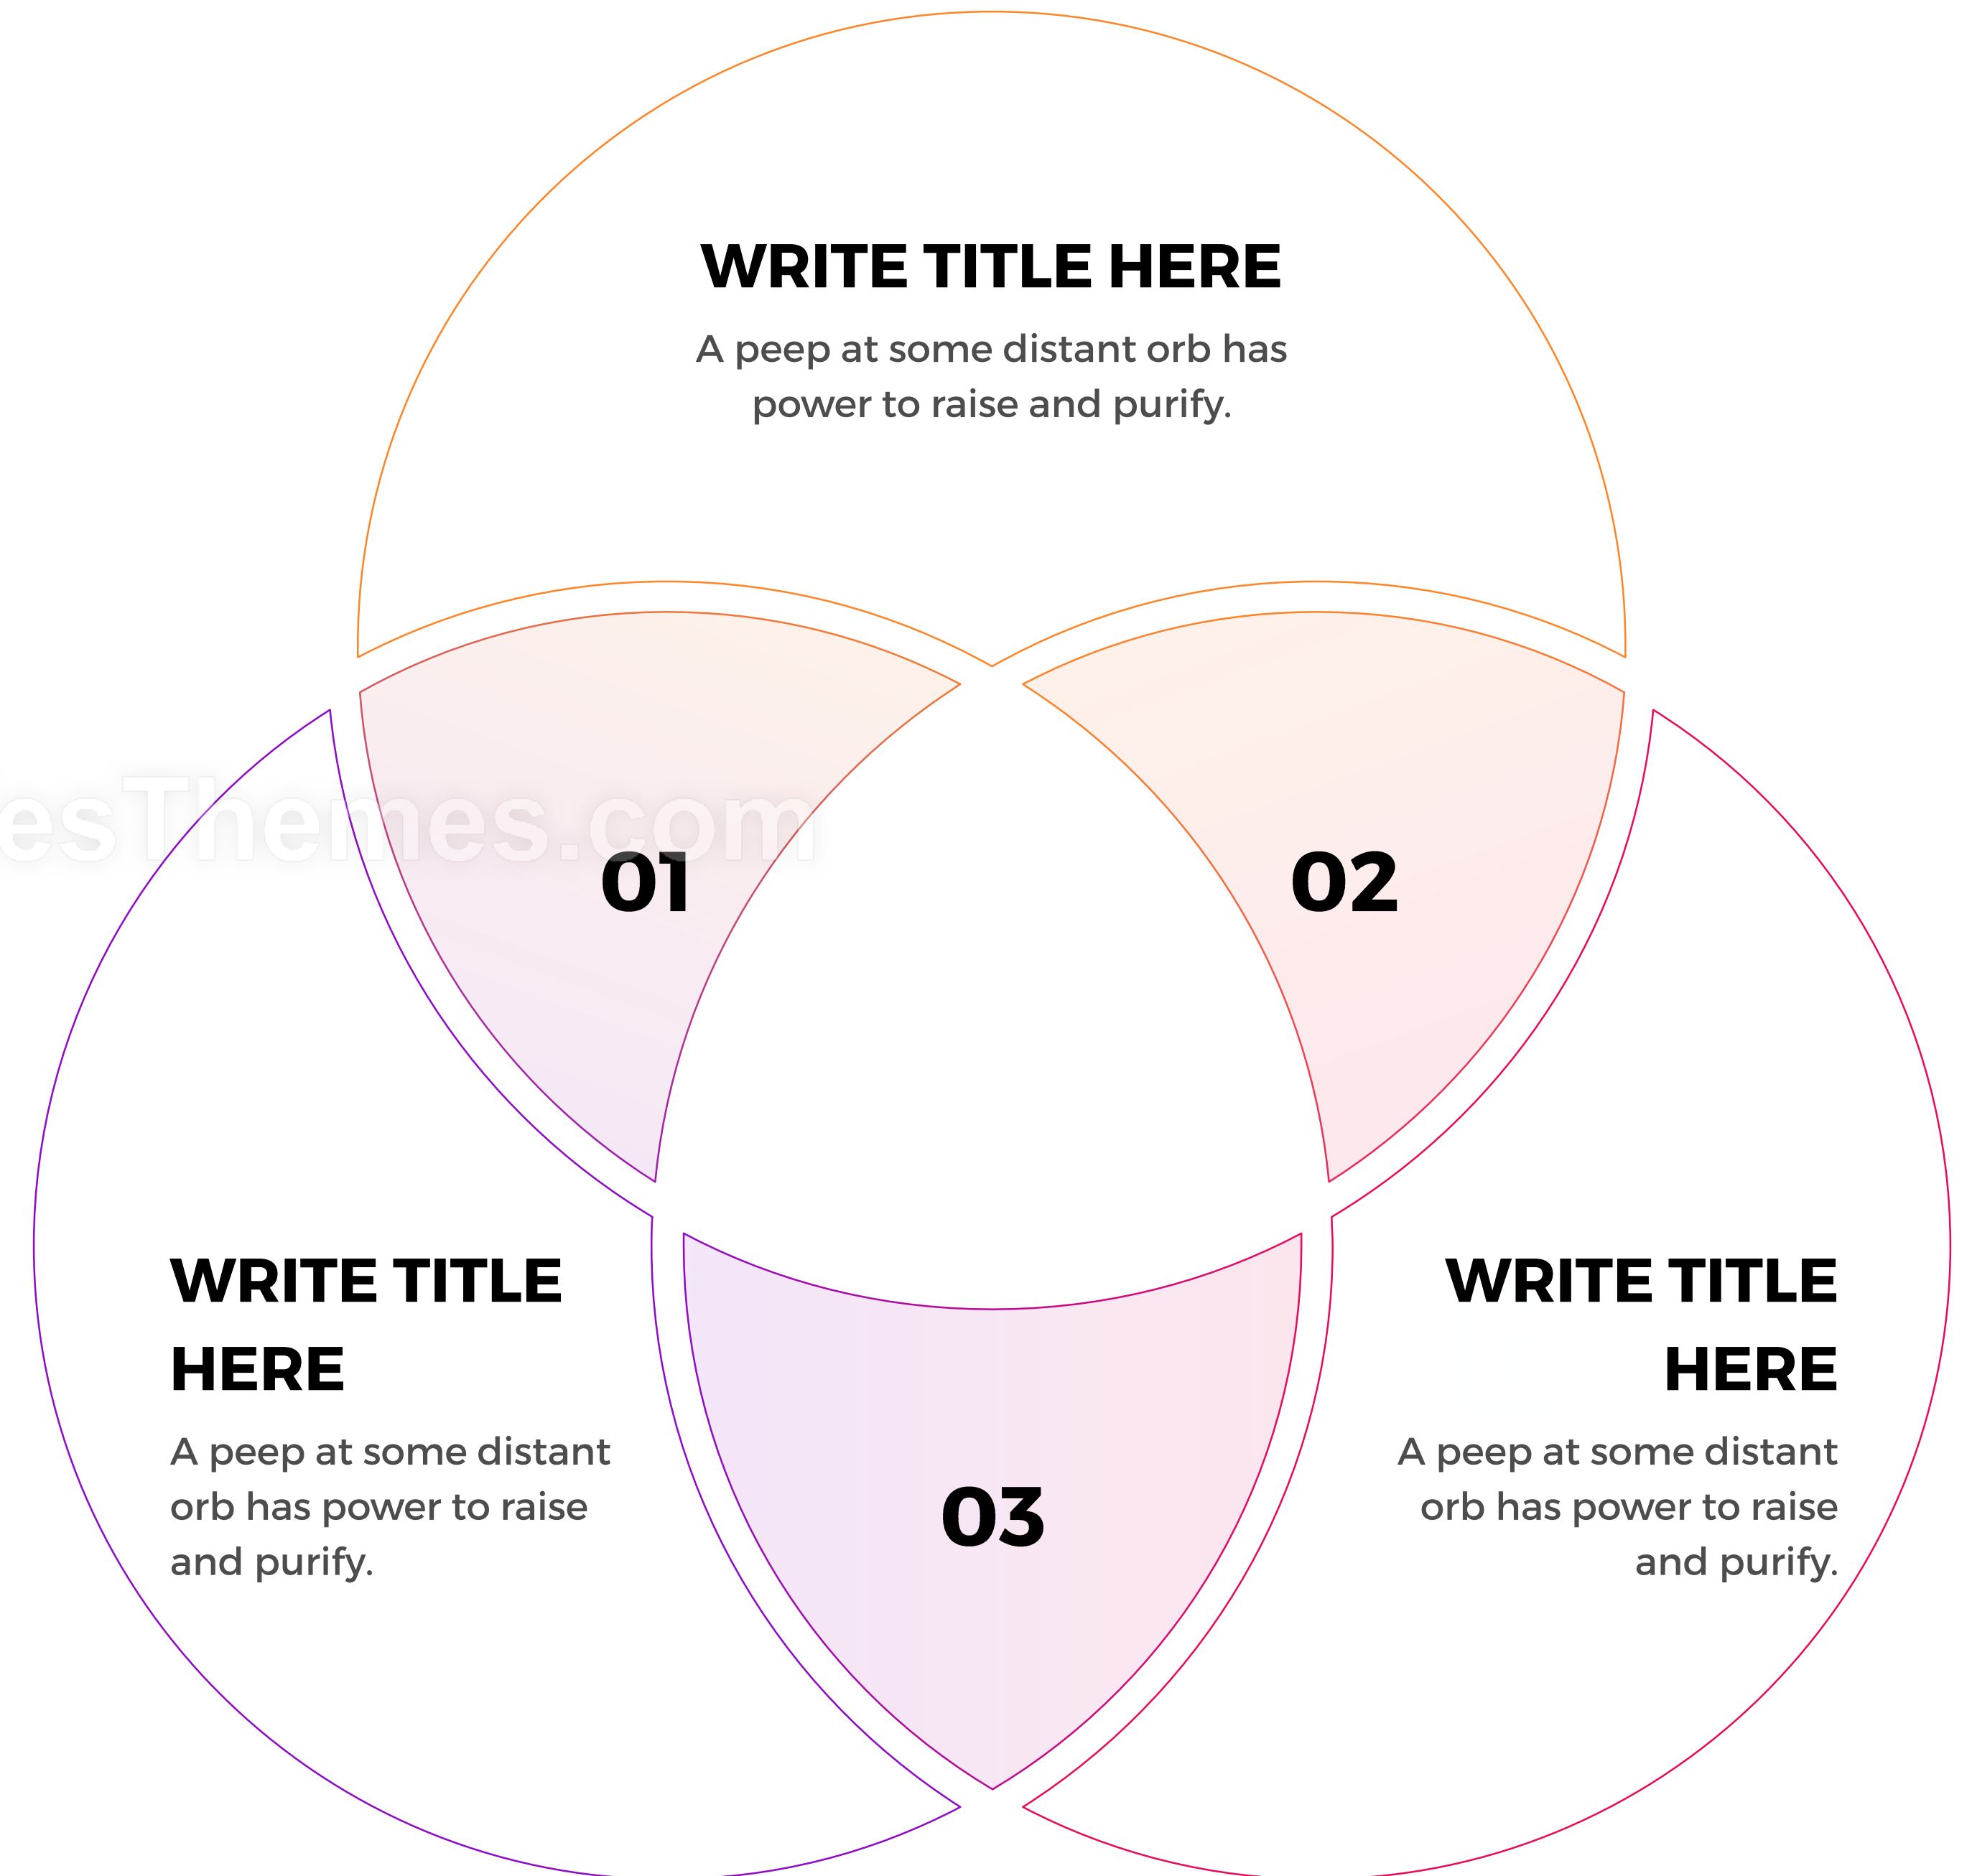 WRITE TITLE HERE
A peep at some distant orb has
power to raise and purify.
esThemes.com
01
02
WRITE TITLE
HERE
A peep at some distant
orb has power to raise
and purify.
WRITE TITLE
HERE
A peep at some distant
orb has power to raise
and purify.
03